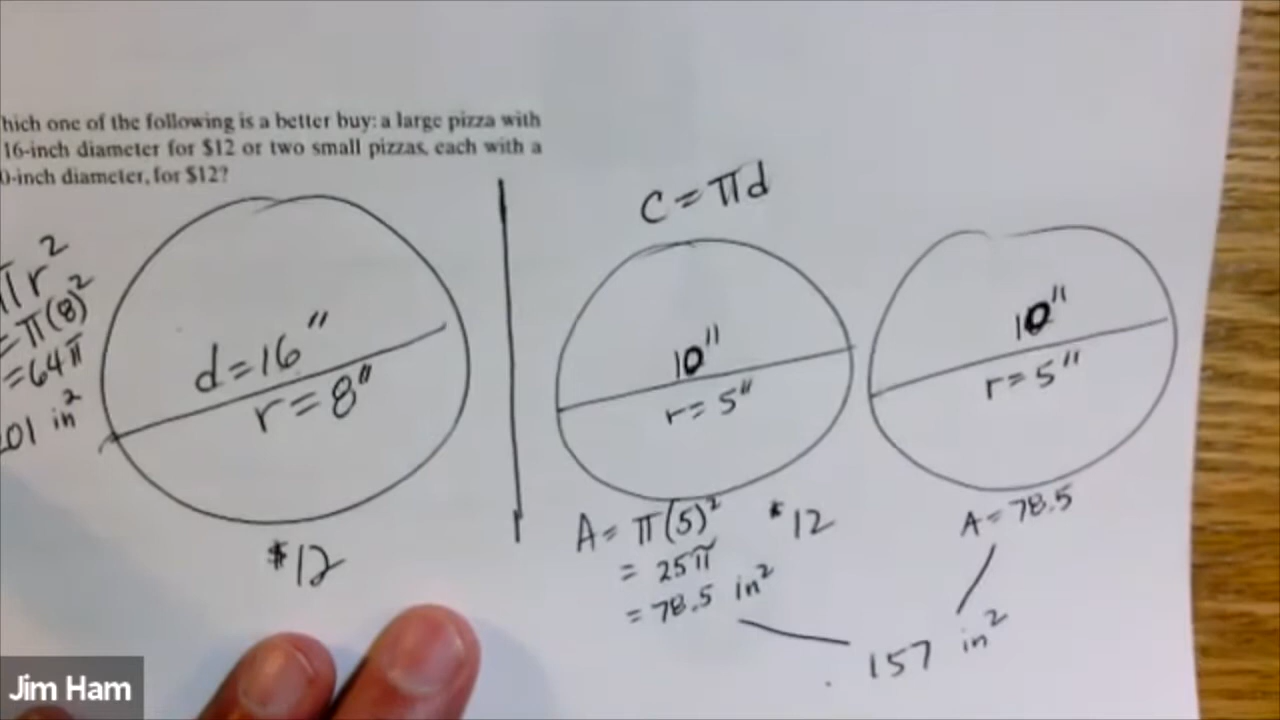 hich one of the following is a better buy: a large pizza with
16-inch diameter for $12 or two small pizzas, each with a
0-inch diameter, for $12?
C = πd
πr²
= π(8)²
= 64π
201 in²
d = 16"
r = 8"
$12
10"
r = 5"
10"
r = 5"
A = π(5)²
= 25π
= 78.5 in²
$12
A = 78.5
157 in²
Jim Ham